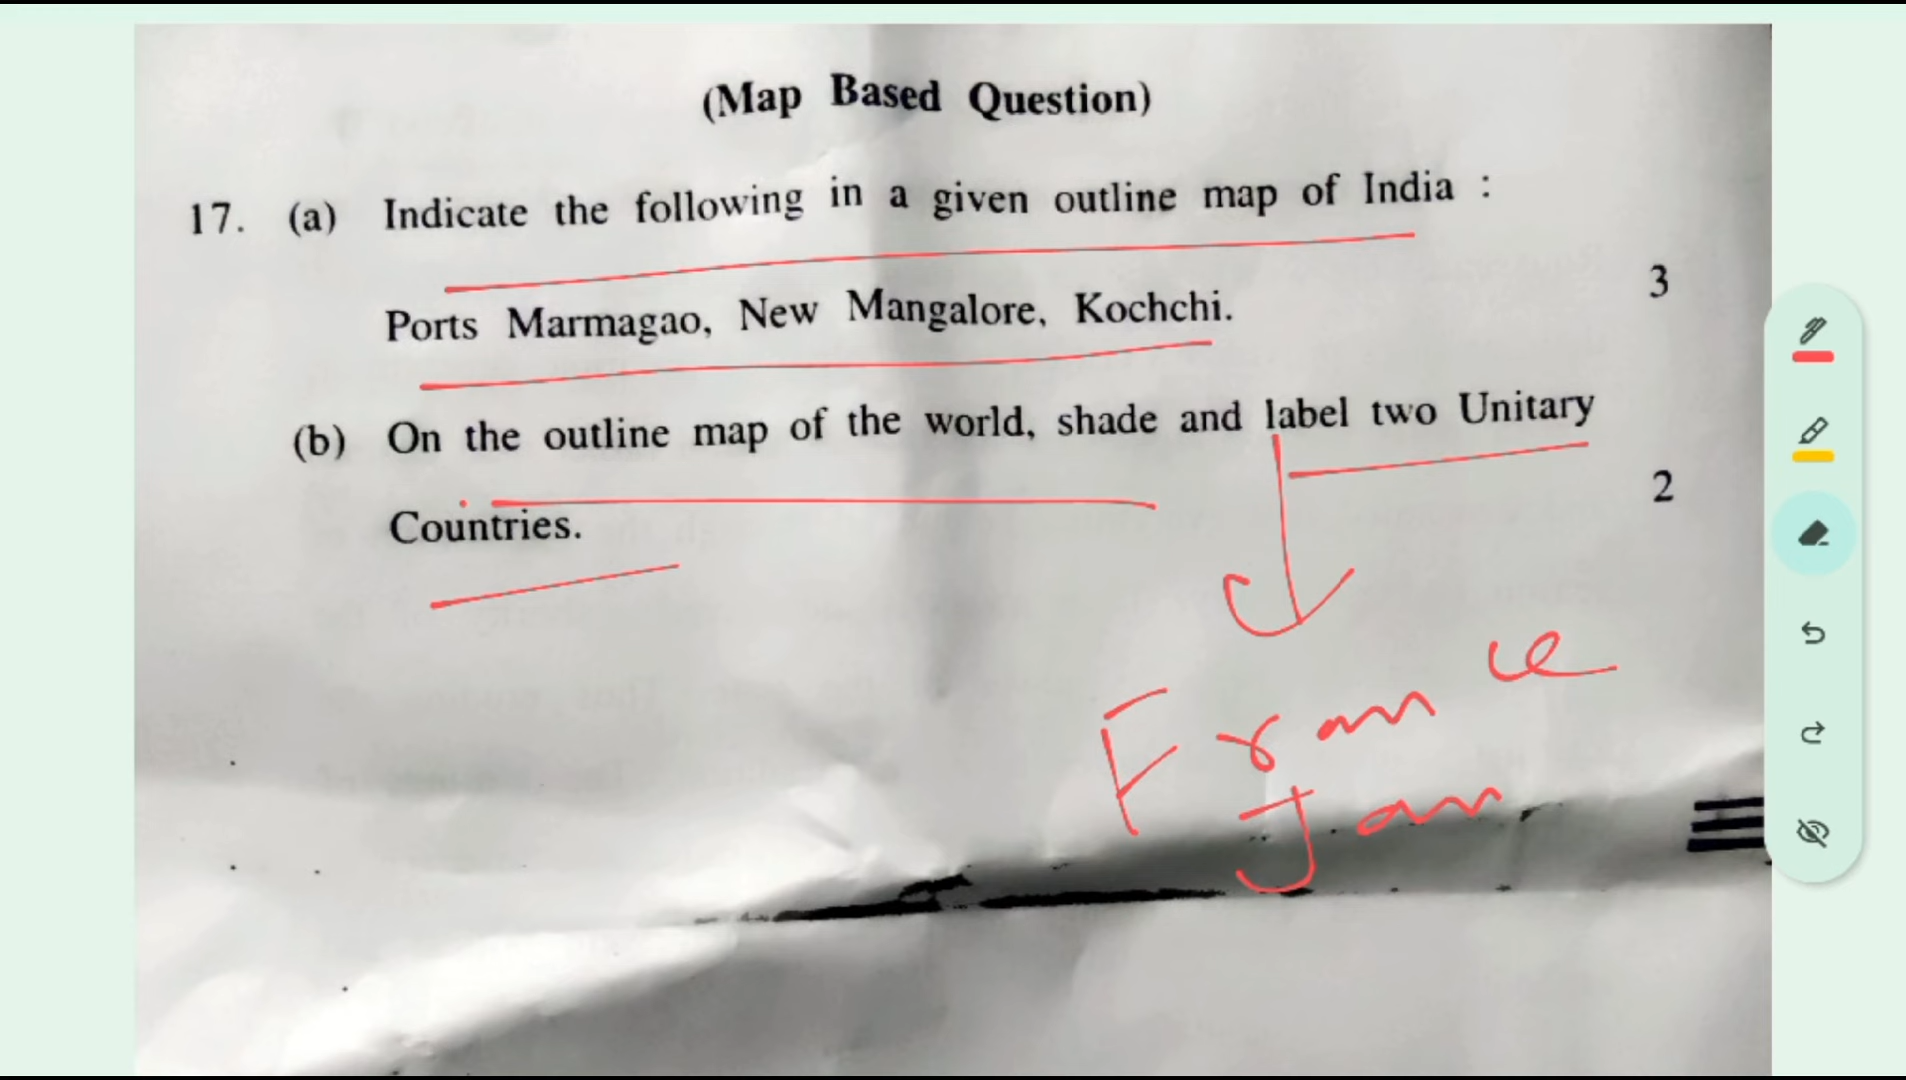 (Map Based Question)
17. (a) Indicate the following in a given outline map of India :
Ports Marmagao, New Mangalore, Kochchi. 3
(b) On the outline map of the world, shade and label two Unitary
Countries. 2
France
Jan